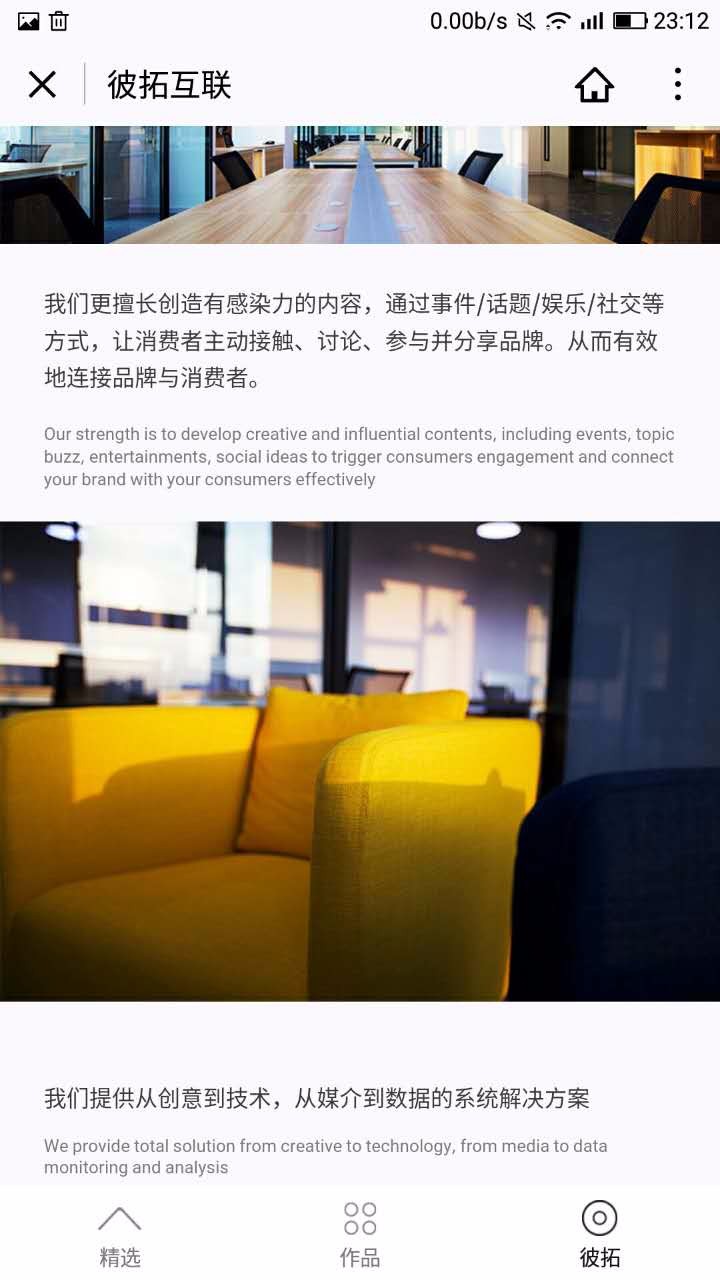 0.00b/s 23:12
彼拓互联
我们更擅长创造有感染力的内容，通过事件/话题/娱乐/社交等
方式，让消费者主动接触、讨论、参与并分享品牌。从而有效
地连接品牌与消费者。
Our strength is to develop creative and influential contents, including events, topic
buzz, entertainments, social ideas to trigger consumers engagement and connect
your brand with your consumers effectively
我们提供从创意到技术，从媒介到数据的系统解决方案
We provide total solution from creative to technology, from media to data
monitoring and analysis
精选 作品 彼拓